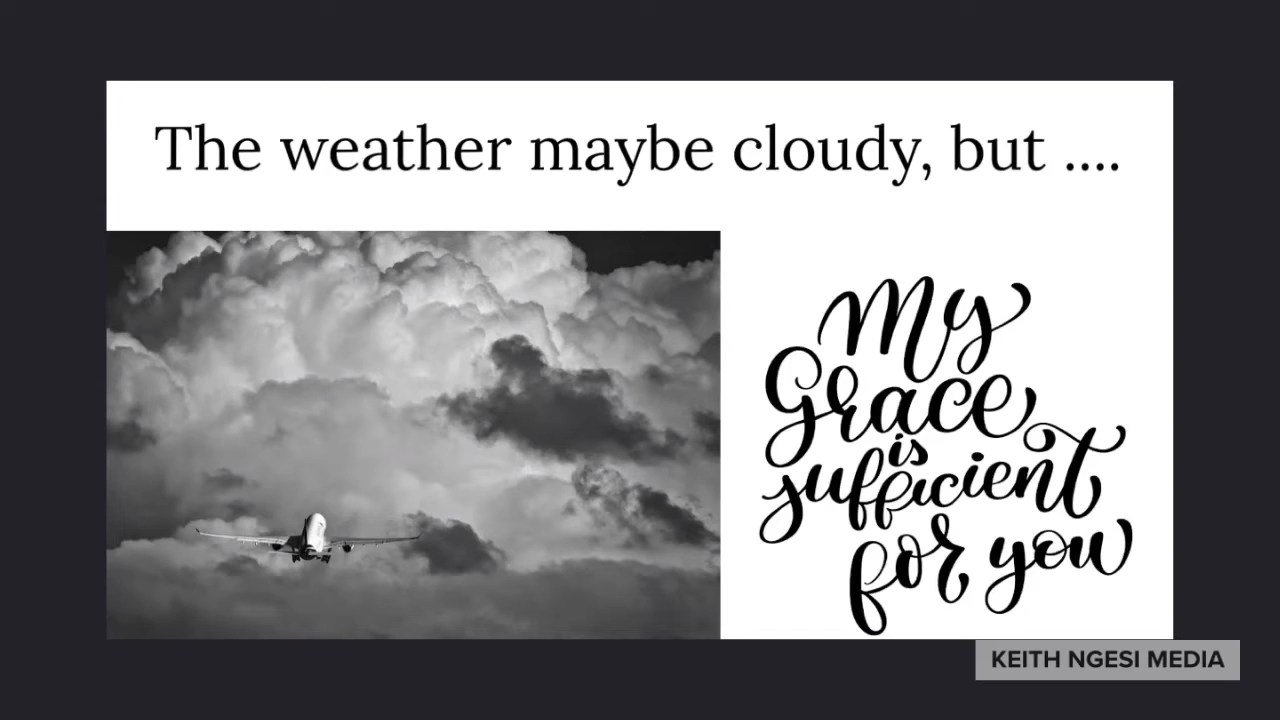 The weather maybe cloudy, but ....
My
Grace
is
sufficient
for you
KEITH NGESI MEDIA